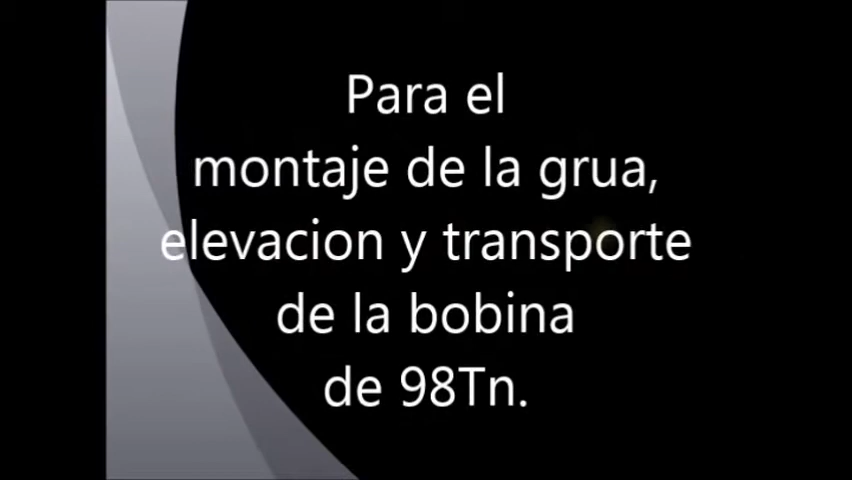 Para el
montaje de la grua,
elevacion y transporte
de la bobina
de 98Tn.